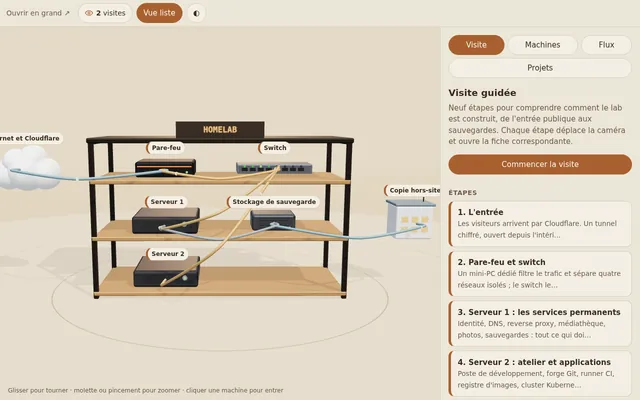 Ouvrir en grand ↗
2 visites
Vue liste
rnet et Cloudflare
HOMELAB
Pare-feu
Switch
Copie hors-site
Serveur 1
Stockage de sauvegarde
Serveur 2
Glisser pour tourner · molette ou pincement pour zoomer · cliquer une machine pour entrer
Visite
Machines
Flux
Projets
Visite guidée
Neuf étapes pour comprendre comment le lab
est construit, de l'entrée publique aux
sauvegardes. Chaque étape déplace la caméra
et ouvre la fiche correspondante.
Commencer la visite
ÉTAPES
1. L'entrée
Les visiteurs arrivent par Cloudflare. Un tunnel
chiffré, ouvert depuis l'intéri...
2. Pare-feu et switch
Un mini-PC dédié filtre le trafic et sépare quatre
réseaux isolés ; le switch le...
3. Serveur 1 : les services permanents
Identité, DNS, reverse proxy, médiathèque,
photos, sauvegardes : tout ce qui doi...
4. Serveur 2 : atelier et applications
Poste de développement, forge Git, runner CI,
registre d'images, cluster Kuberne...